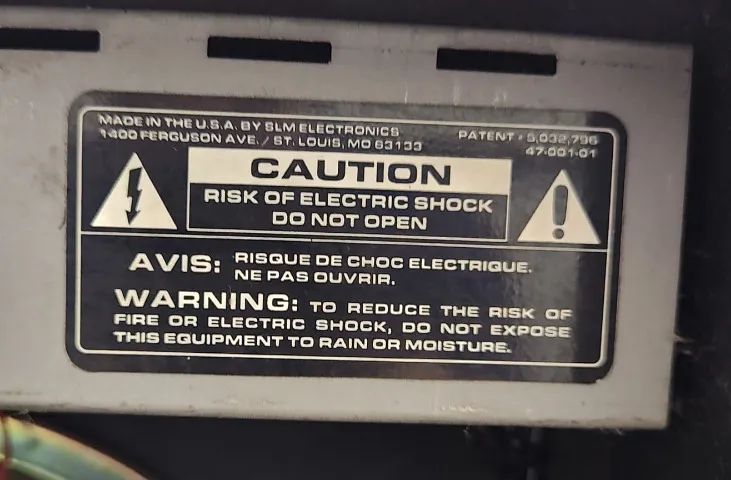 MADE IN THE U.S.A. BY SLM ELECTRONICS
1400 FERGUSON AVE. / ST. LOUIS, MO 63133
PATENT # 5,032,796
47-001-01
CAUTION
RISK OF ELECTRIC SHOCK
DO NOT OPEN
AVIS: RISQUE DE CHOC ELECTRIQUE.
NE PAS OUVRIR.
WARNING: TO REDUCE THE RISK OF
FIRE OR ELECTRIC SHOCK, DO NOT EXPOSE
THIS EQUIPMENT TO RAIN OR MOISTURE.